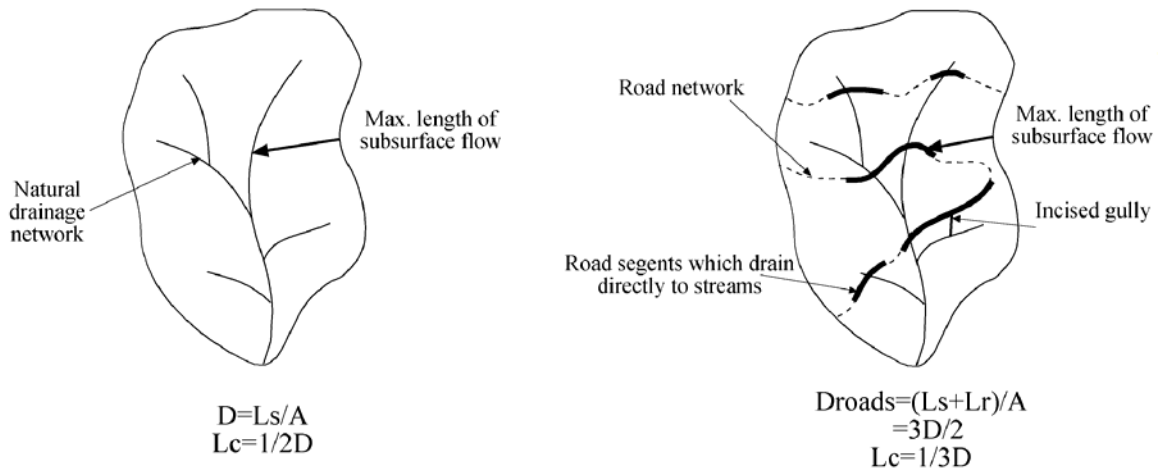 Max. length of
subsurface flow
Natural
drainage
network
D=Ls/A
Lc=1/2D
Road network
Max. length of
subsurface flow
Incised gully
Road segents which drain
directly to streams
Droads=(Ls+Lr)/A
=3D/2
Lc=1/3D